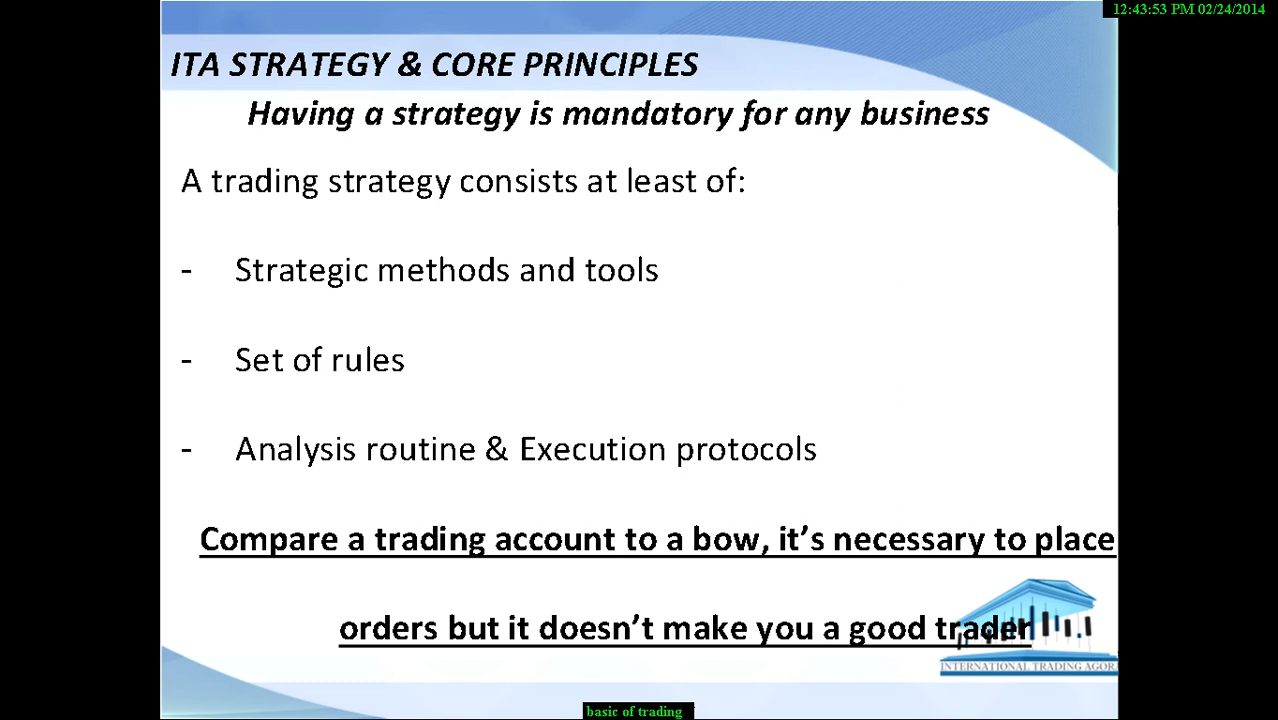 12:43:53 PM 02/24/2014
ITA STRATEGY & CORE PRINCIPLES
Having a strategy is mandatory for any business
A trading strategy consists at least of:
- Strategic methods and tools
- Set of rules
- Analysis routine & Execution protocols
Compare a trading account to a bow, it’s necessary to place
orders but it doesn’t make you a good trader
INTERNATIONAL TRADING AGORA
basic of trading